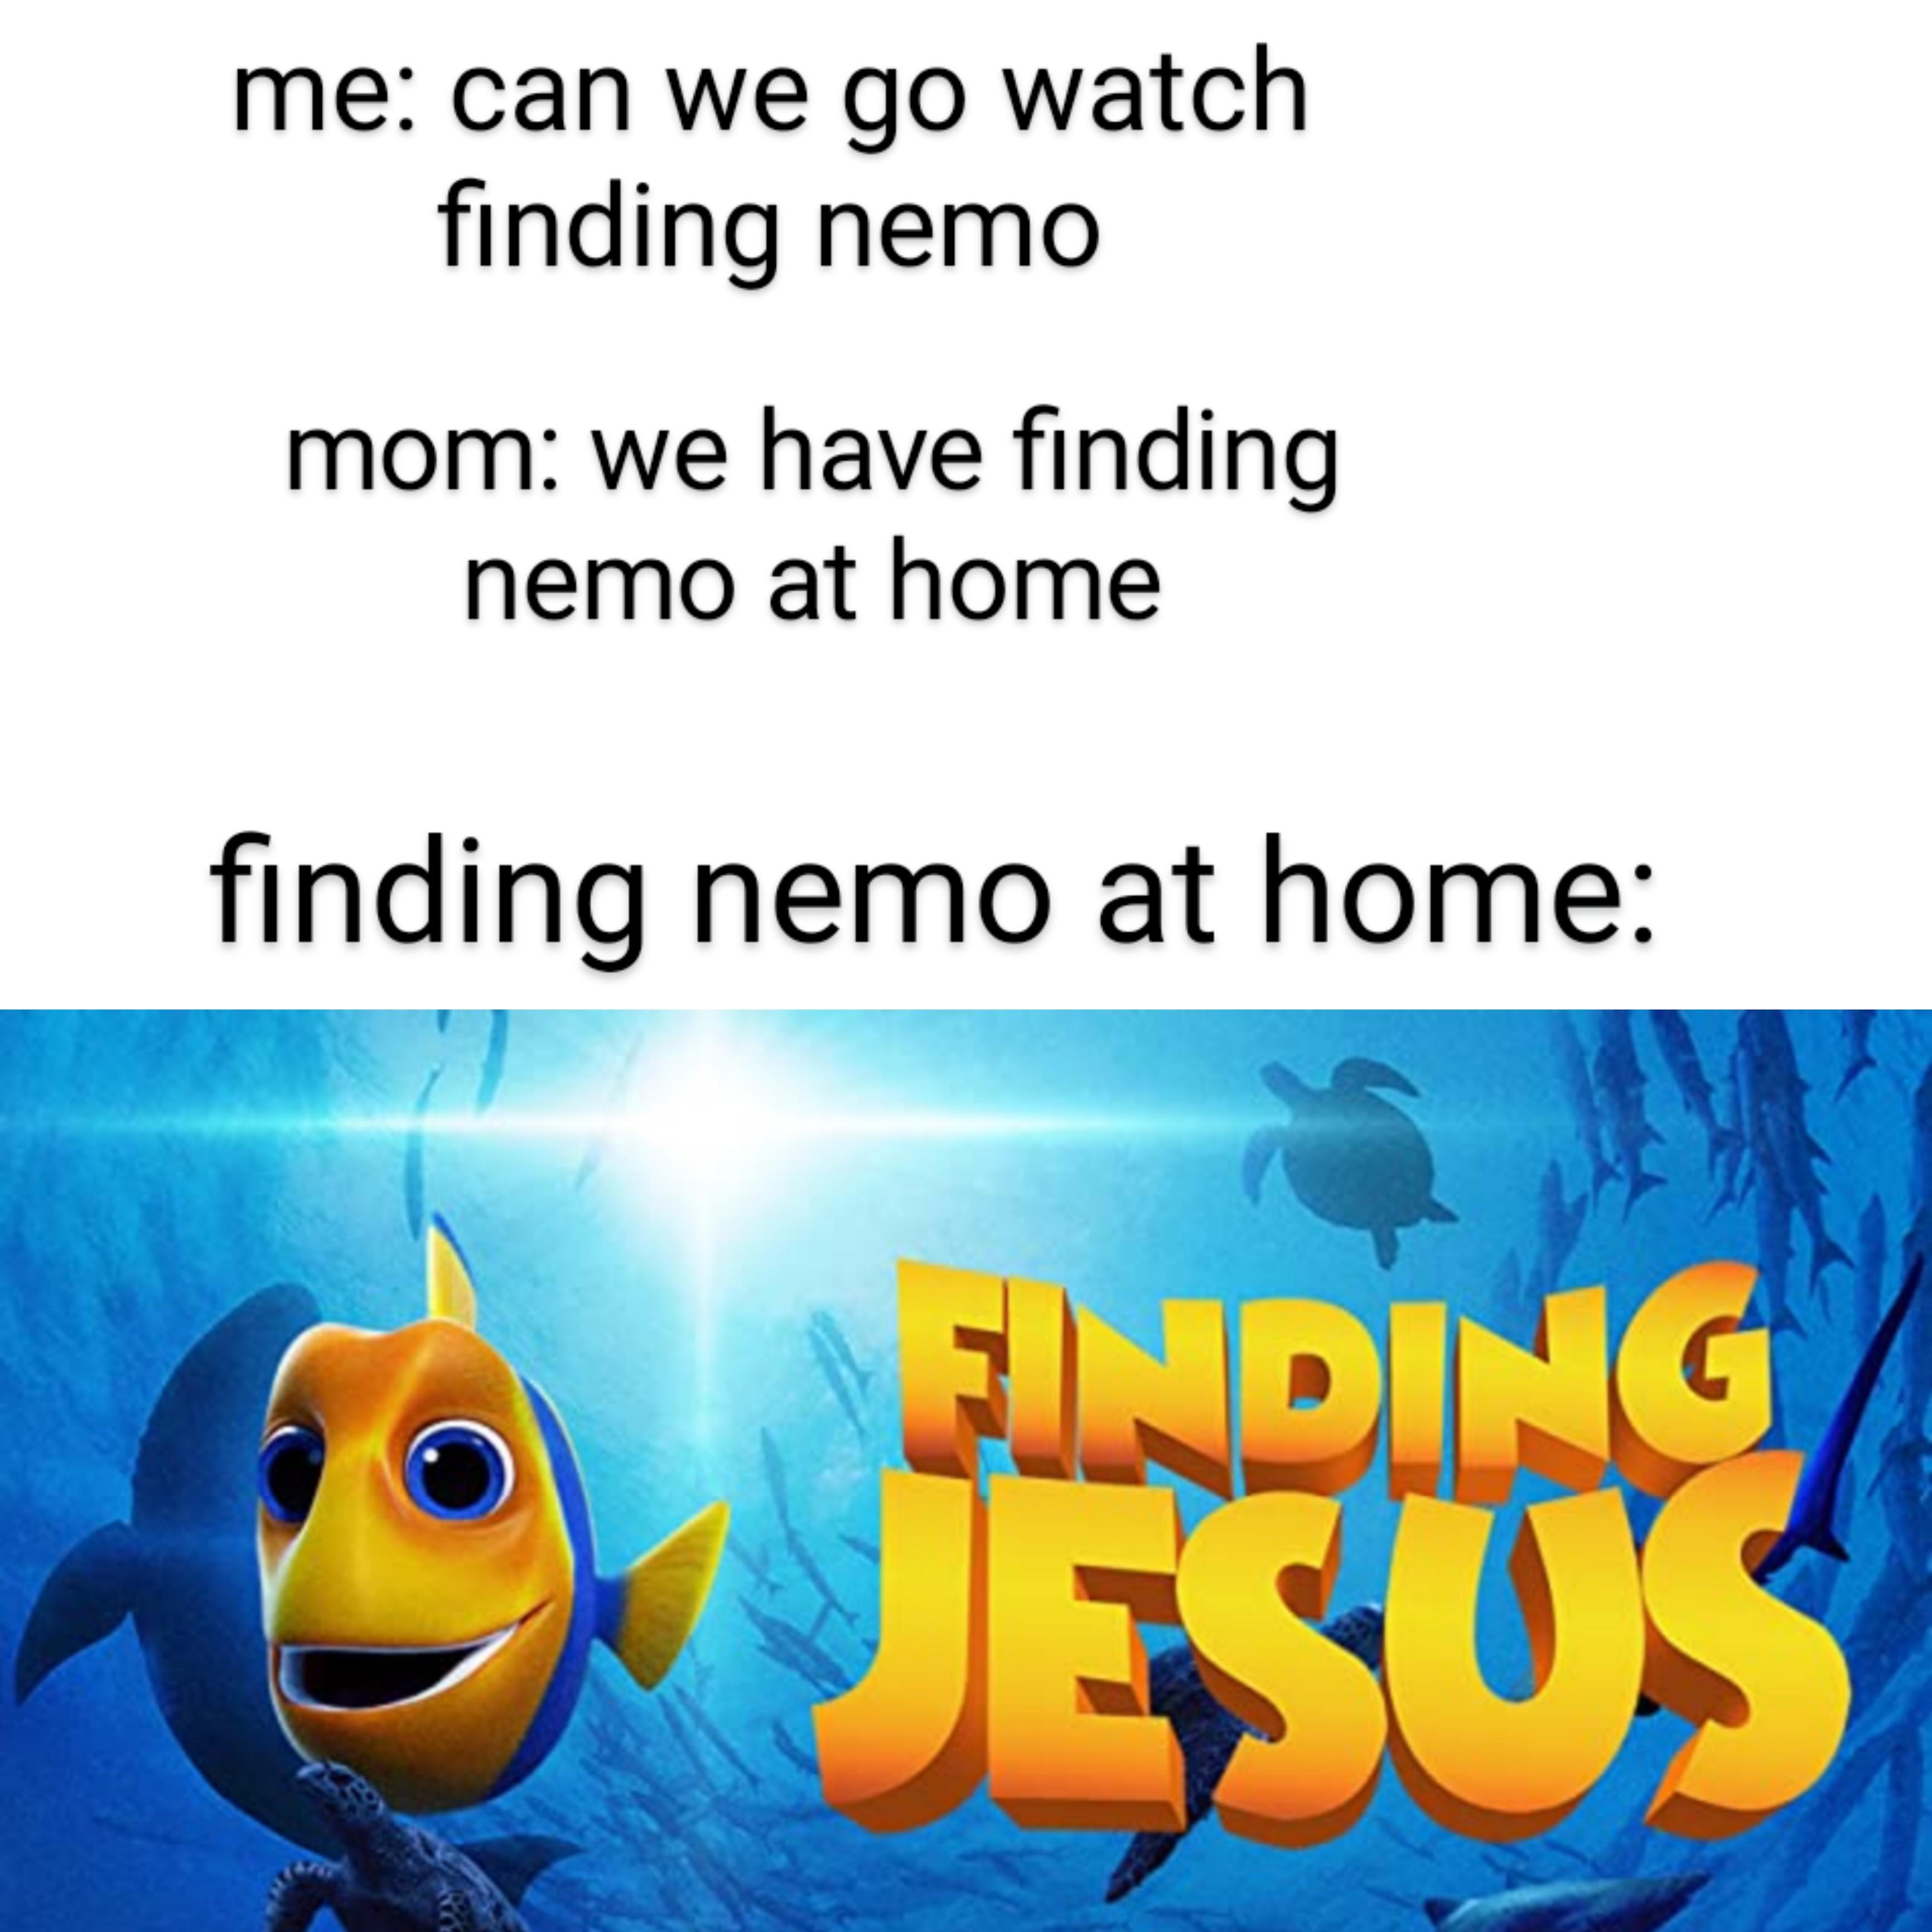 me: can we go watch
finding nemo
mom: we have finding
nemo at home
finding nemo at home:
FINDING
JESUS